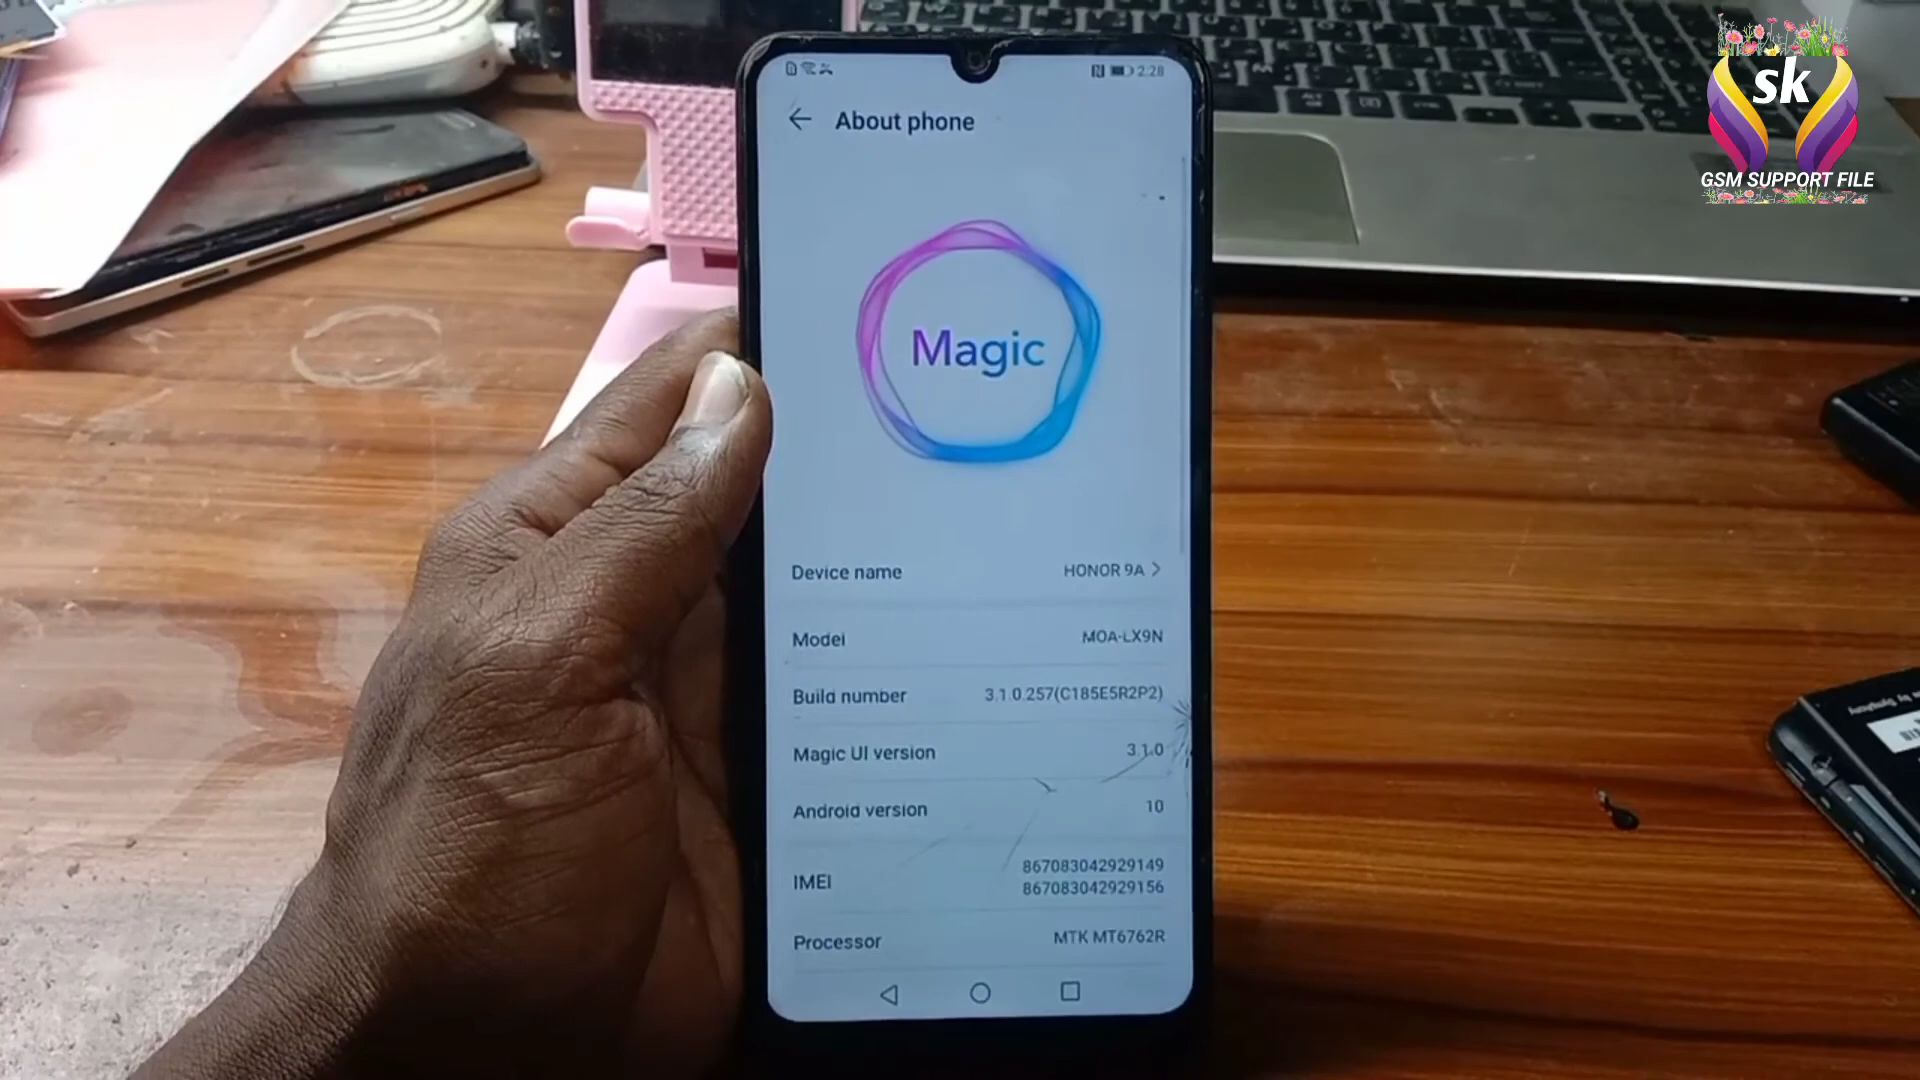 2:28
About phone
Magic
Device name HONOR 9A
Model MOA-LX9N
Build number 3.1.0.257(C185E5R2P2)
Magic UI version 3.1.0
Android version 10
IMEI 867083042929149
867083042929156
Processor MTK MT6762R
sk
GSM SUPPORT FILE